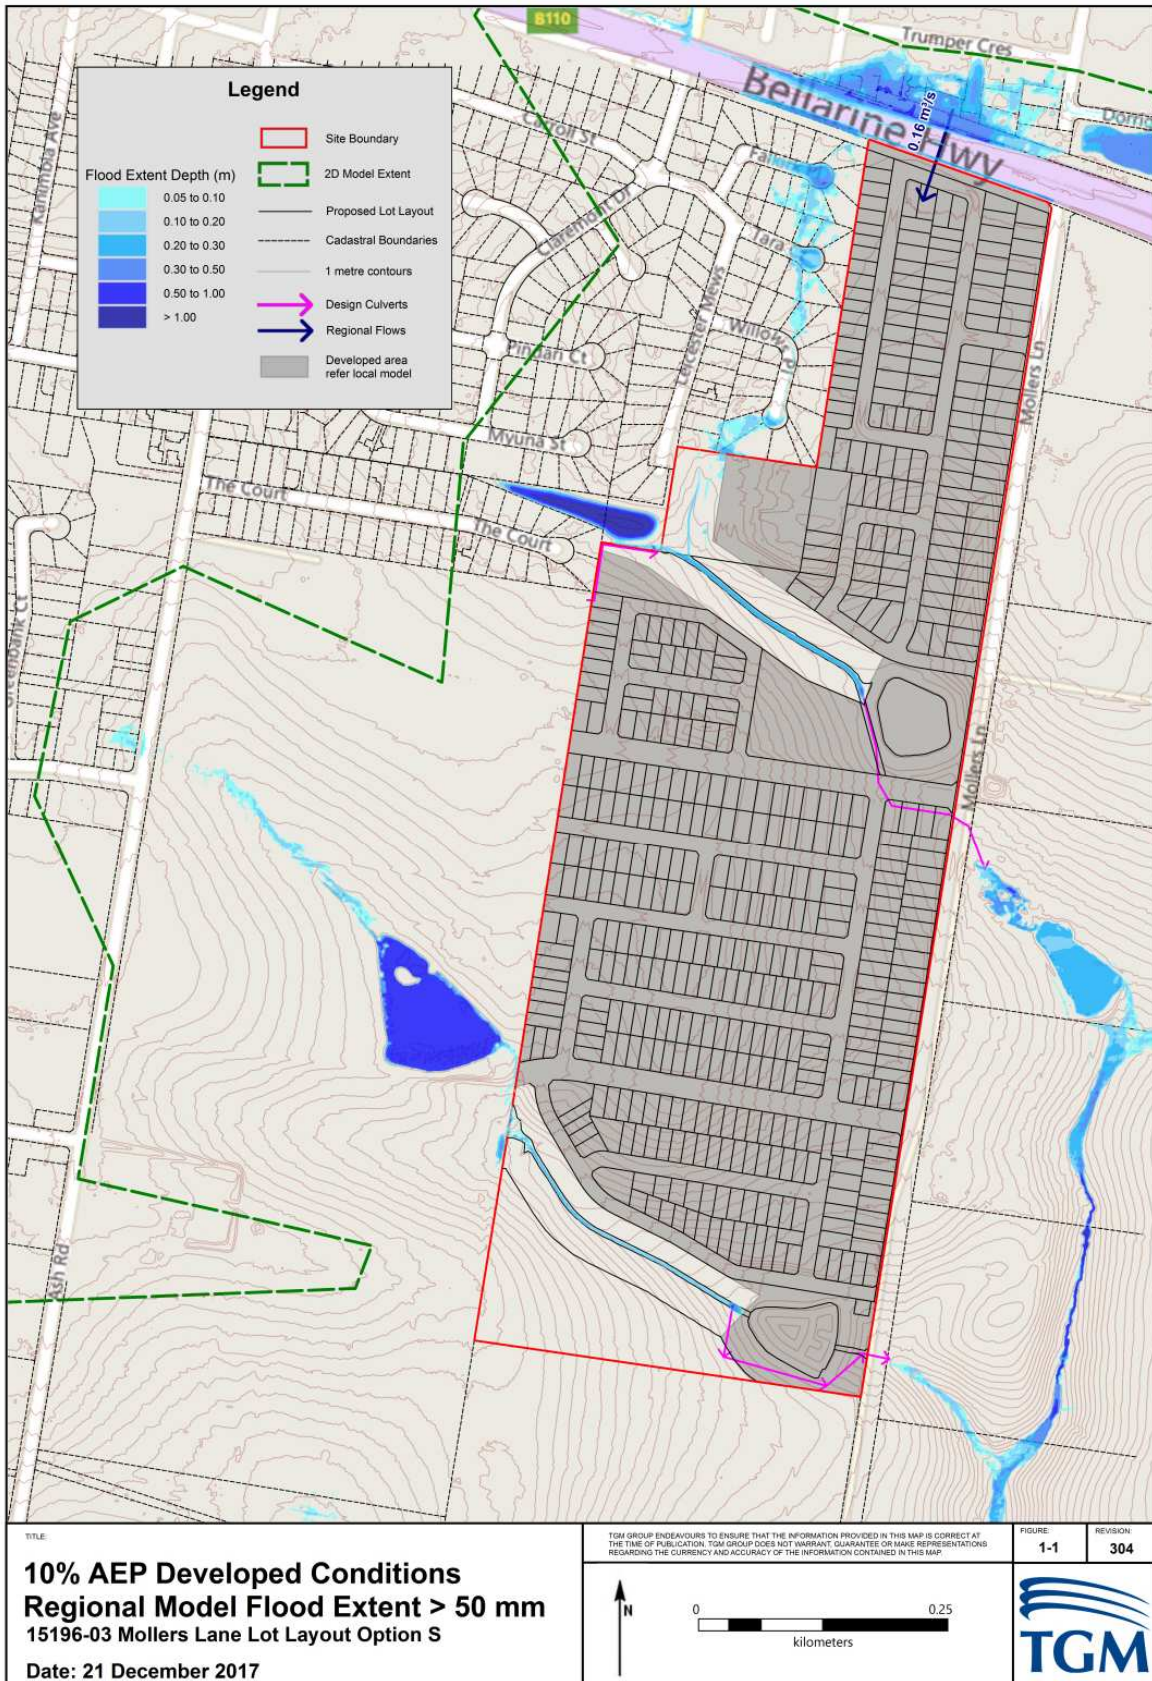 B110
Trumper Cres
Bellarine Hwy
0.16 m³/s
Kanimba Ave
Carroll St
Claremont Dr
Tara
Leicester Mews
Willow
Pl
Pindari Ct
Myuna St
The Court
The Court
Mollers Ln
Mollers Ln
Greenbank Ct
Ash Rd
Legend
Site Boundary
2D Model Extent
Proposed Lot Layout
Cadastral Boundaries
1 metre contours
Design Culverts
Regional Flows
Developed area
refer local model
Flood Extent Depth (m)
0.05 to 0.10
0.10 to 0.20
0.20 to 0.30
0.30 to 0.50
0.50 to 1.00
> 1.00
TITLE:
10% AEP Developed Conditions
Regional Model Flood Extent > 50 mm
15196-03 Mollers Lane Lot Layout Option S
Date: 21 December 2017
TGM GROUP ENDEAVOURS TO ENSURE THAT THE INFORMATION PROVIDED IN THIS MAP IS CORRECT AT
THE TIME OF PUBLICATION. TGM GROUP DOES NOT WARRANT, GUARANTEE OR MAKE REPRESENTATIONS
REGARDING THE CURRENCY AND ACCURACY OF THE INFORMATION CONTAINED IN THIS MAP.
N
0 0.25
kilometers
FIGURE:
1-1
REVISION:
304
TGM